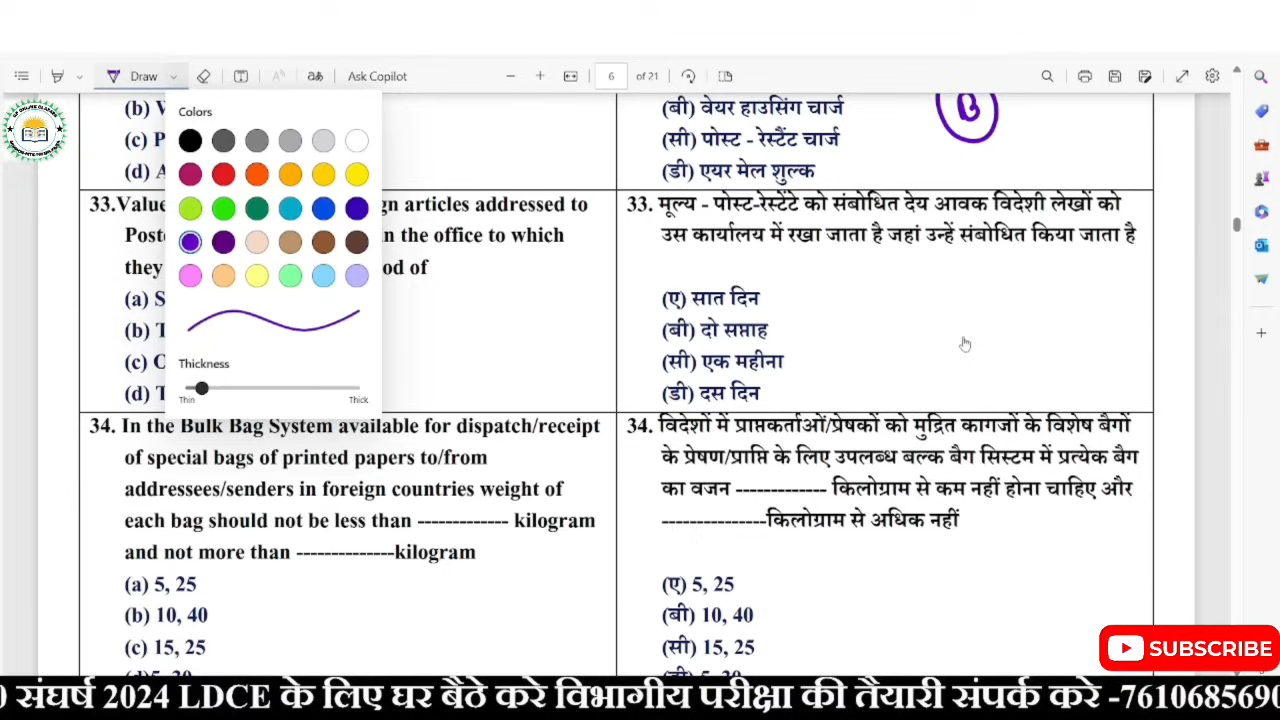 Draw
Ask Copilot
6 of 21
Colors
Thickness
Thin Thick
(b) V
(c) P
(d) A
33.Value
gn articles addressed to
Poste
n the office to which
they
od of
(a) S
(b) T
(c) O
(d) T
34. In the Bulk Bag System available for dispatch/receipt
of special bags of printed papers to/from
addressees/senders in foreign countries weight of
each bag should not be less than ------------- kilogram
and not more than --------------kilogram
(a) 5, 25
(b) 10, 40
(c) 15, 25
(बी) वेयर हाउसिंग चार्ज
(सी) पोस्ट - रेस्टैंट चार्ज
(डी) एयर मेल शुल्क
B
33. मूल्य - पोस्ट-रेस्टेंटे को संबोधित देय आवक विदेशी लेखों को
उस कार्यालय में रखा जाता है जहां उन्हें संबोधित किया जाता है
(ए) सात दिन
(बी) दो सप्ताह
(सी) एक महीना
(डी) दस दिन
34. विदेशों में प्राप्तकर्ताओं/प्रेषकों को मुद्रित कागजों के विशेष बैगों
के प्रेषण/प्राप्ति के लिए उपलब्ध बल्क बैग सिस्टम में प्रत्येक बैग
का वजन ------------- किलोग्राम से कम नहीं होना चाहिए और
---------------किलोग्राम से अधिक नहीं
(ए) 5, 25
(बी) 10, 40
(सी) 15, 25
SUBSCRIBE
0 संघर्ष 2024 LDCE के लिए घर बैठे करे विभागीय परीक्षा की तैयारी संपर्क करे -7610685690